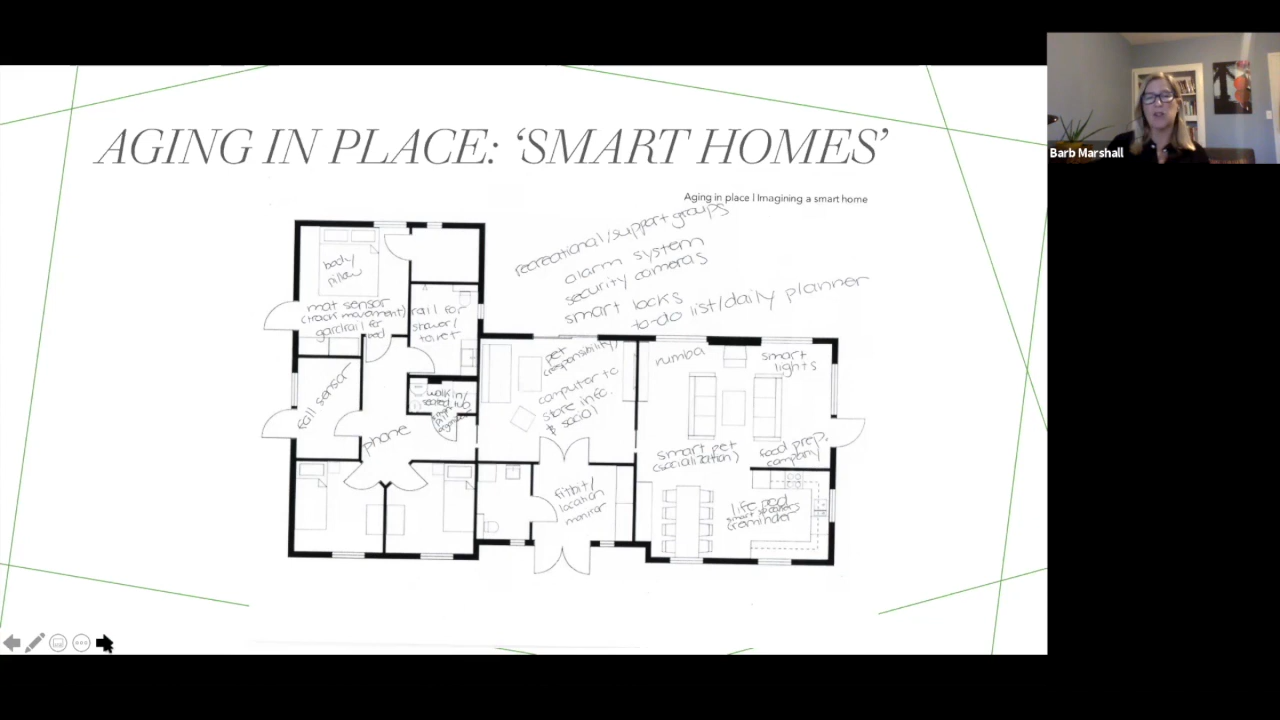 AGING IN PLACE: ‘SMART HOMES’
Barb Marshall
Aging in place | Imagining a smart home
recreational/support groups
alarm system
security cameras
smart locks
to-do list/daily planner
body
pillow
mat sensor
(track movement)
rail for
bed
rail for
shower/
toilet
fall sensor
walk in/
seated tub
phone
pet
(responsibility)
computer to
store info.
& social
rumba
smart
lights
smart pet
(socialization)
food prep.
company
fitbit/
location
monitor
smart speakers
(reminder